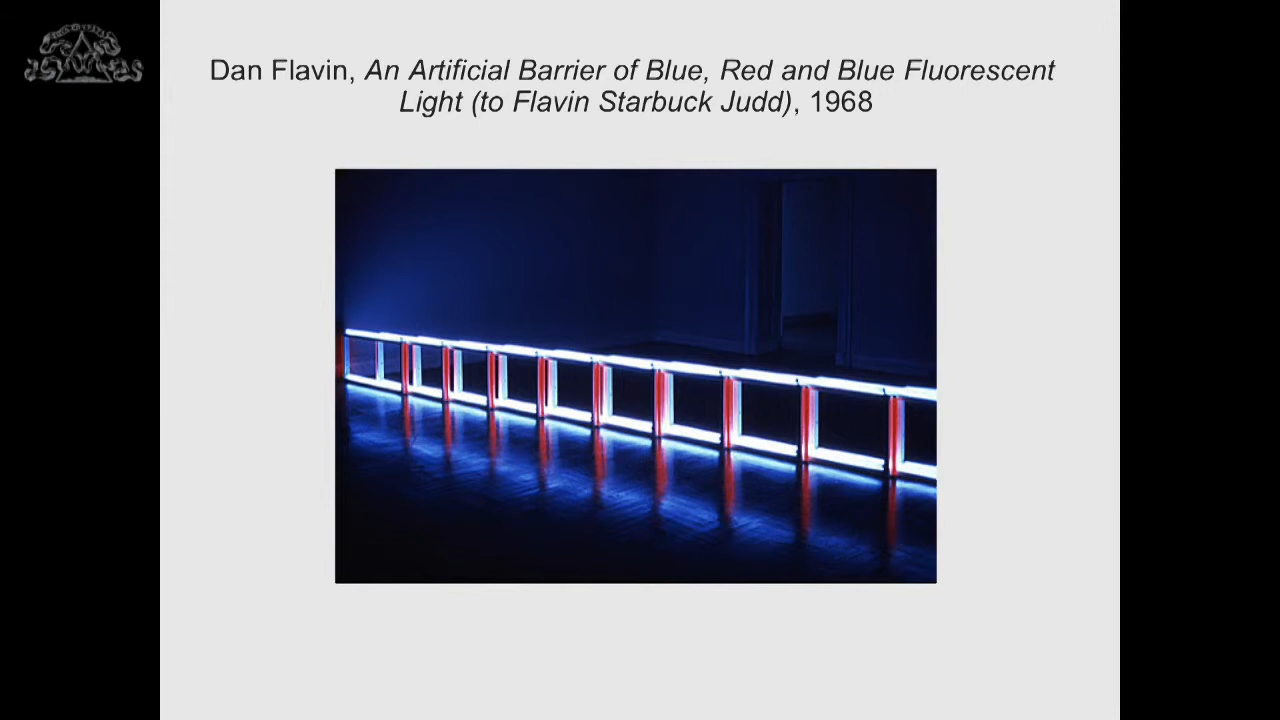 Dan Flavin, An Artificial Barrier of Blue, Red and Blue Fluorescent
Light (to Flavin Starbuck Judd), 1968